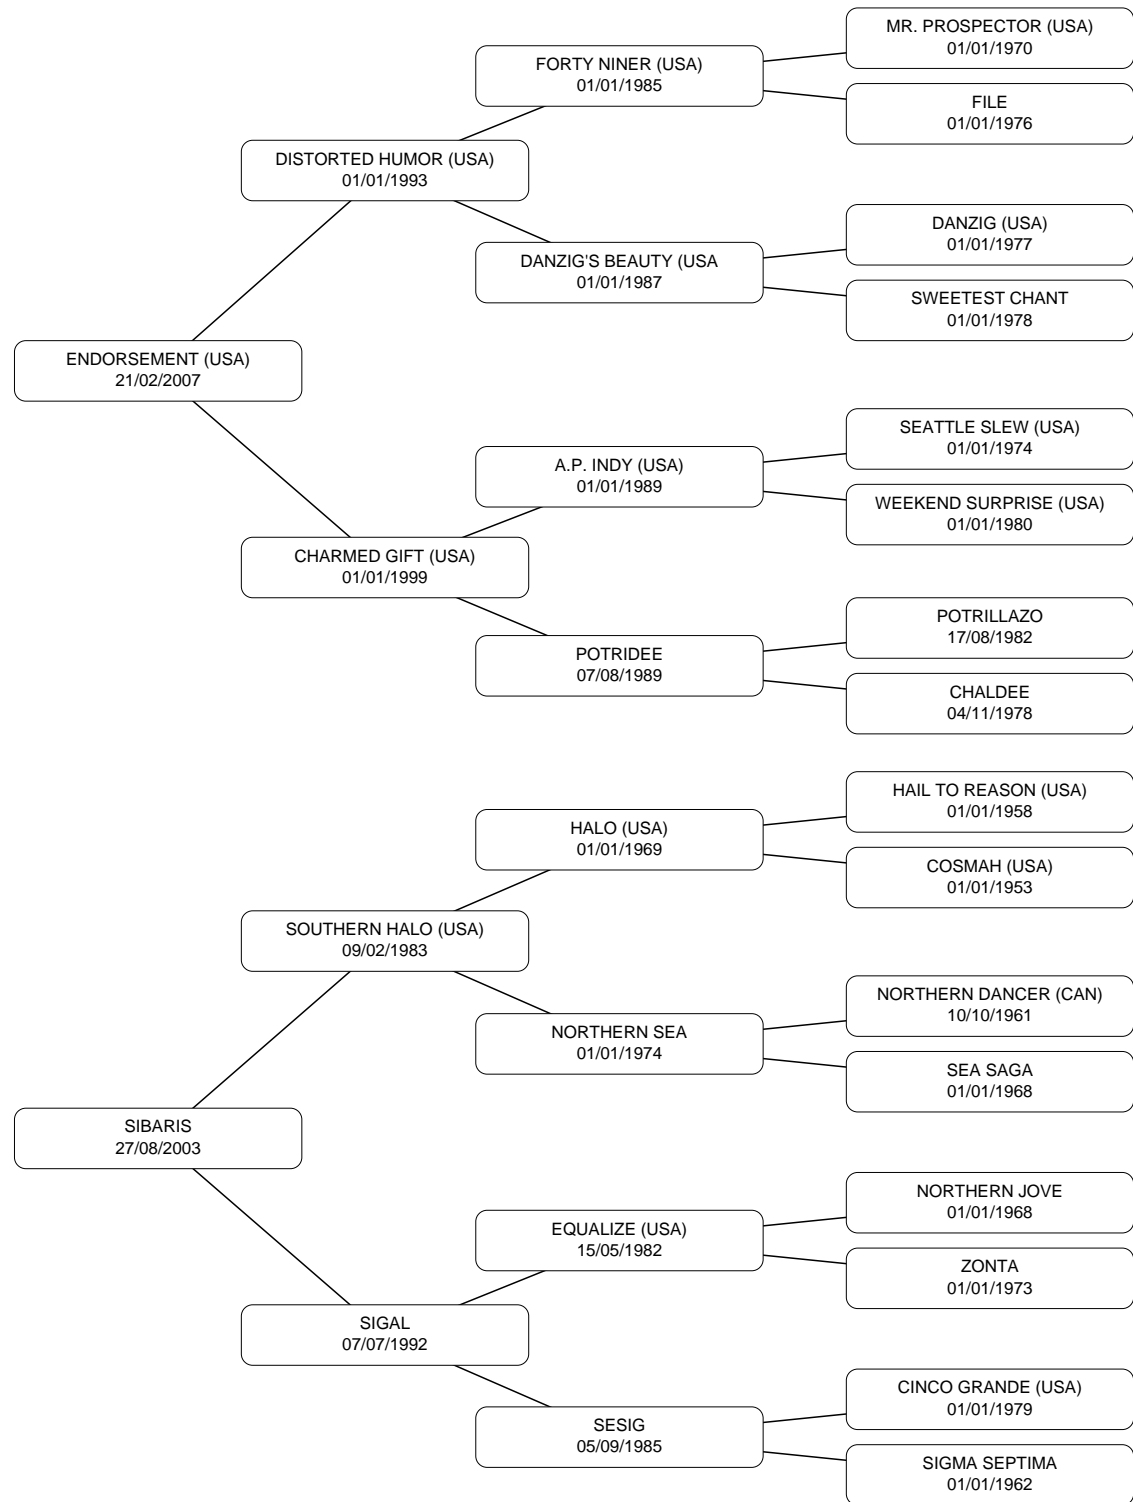 MR. PROSPECTOR (USA)
01/01/1970
FORTY NINER (USA)
01/01/1985
FILE
01/01/1976
DISTORTED HUMOR (USA)
01/01/1993
DANZIG (USA)
01/01/1977
DANZIG'S BEAUTY (USA
01/01/1987
SWEETEST CHANT
01/01/1978
ENDORSEMENT (USA)
21/02/2007
SEATTLE SLEW (USA)
01/01/1974
A.P. INDY (USA)
01/01/1989
WEEKEND SURPRISE (USA)
01/01/1980
CHARMED GIFT (USA)
01/01/1999
POTRILLAZO
17/08/1982
POTRIDEE
07/08/1989
CHALDEE
04/11/1978
HAIL TO REASON (USA)
01/01/1958
HALO (USA)
01/01/1969
COSMAH (USA)
01/01/1953
SOUTHERN HALO (USA)
09/02/1983
NORTHERN DANCER (CAN)
10/10/1961
NORTHERN SEA
01/01/1974
SEA SAGA
01/01/1968
SIBARIS
27/08/2003
NORTHERN JOVE
01/01/1968
EQUALIZE (USA)
15/05/1982
ZONTA
01/01/1973
SIGAL
07/07/1992
CINCO GRANDE (USA)
01/01/1979
SESIG
05/09/1985
SIGMA SEPTIMA
01/01/1962